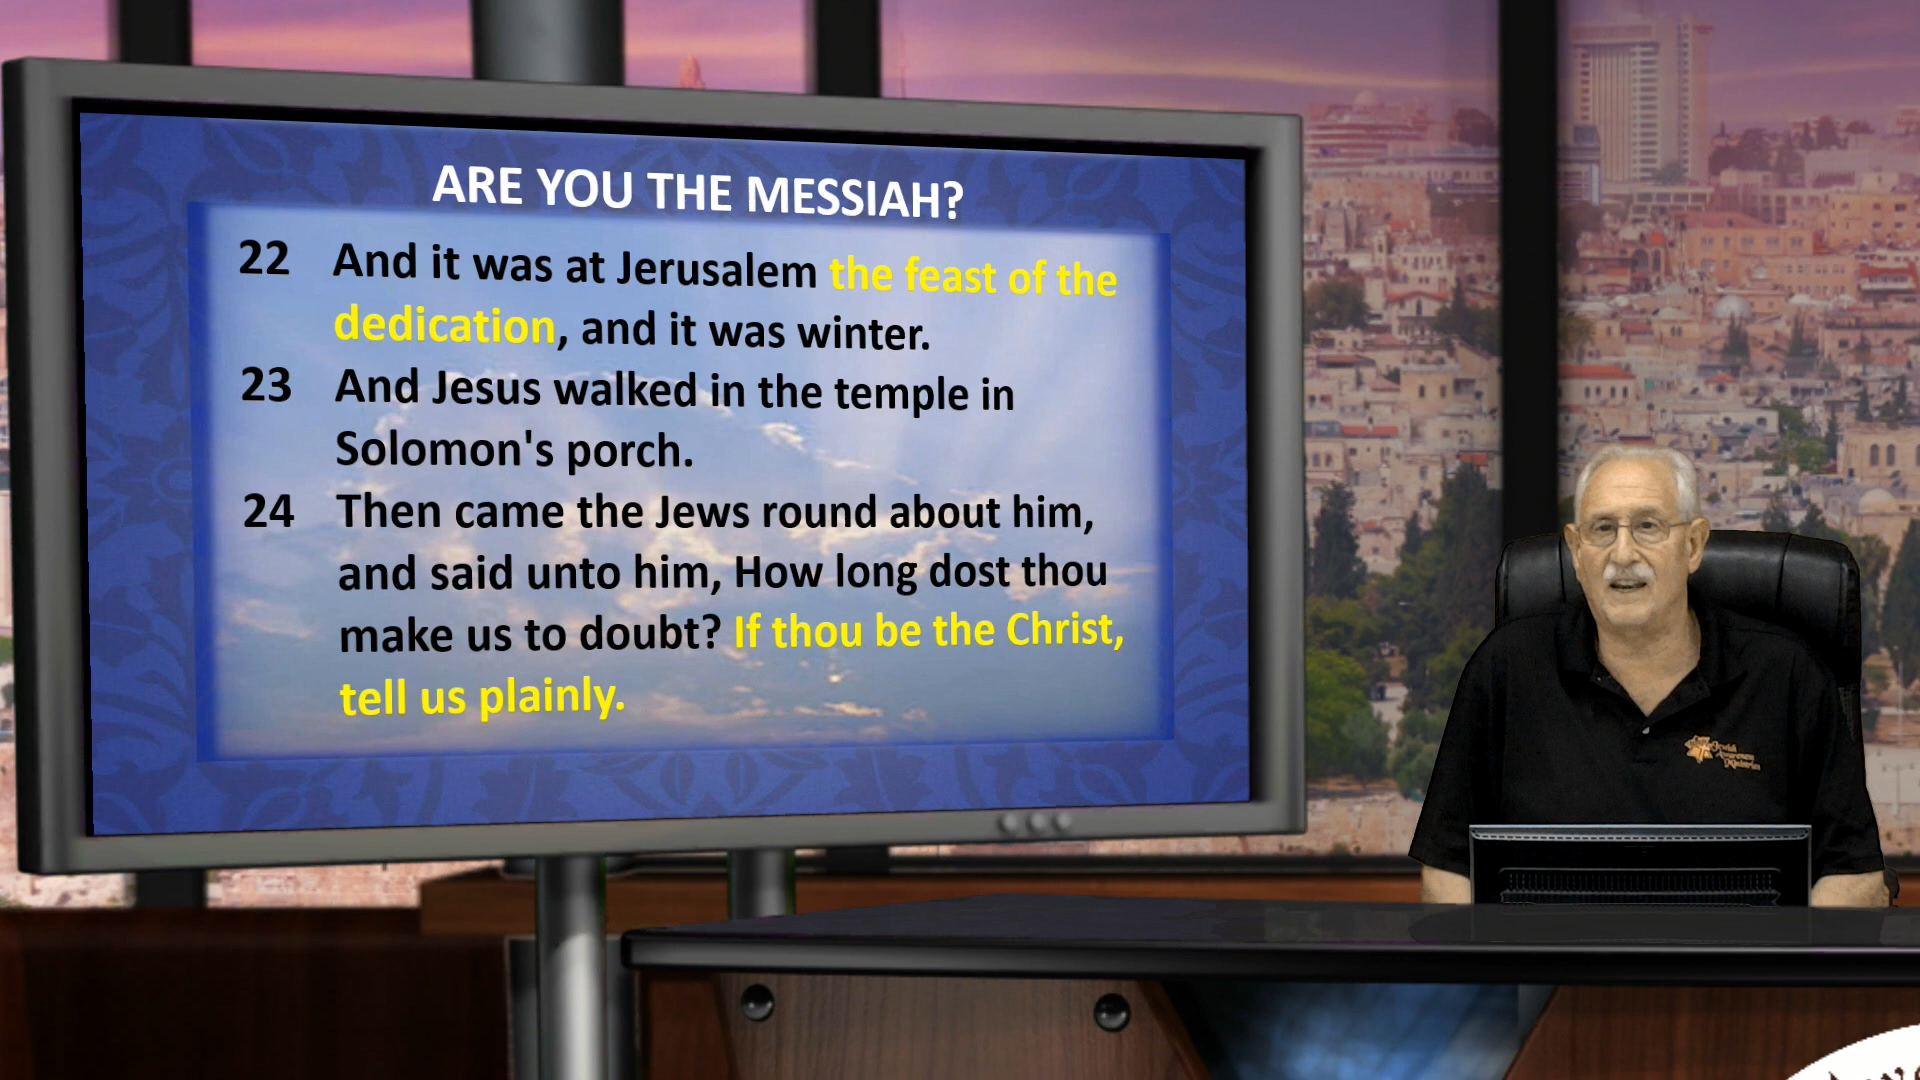 ARE YOU THE MESSIAH?
22 And it was at Jerusalem the feast of the
dedication, and it was winter.
23 And Jesus walked in the temple in
Solomon's porch.
24 Then came the Jews round about him,
and said unto him, How long dost thou
make us to doubt? If thou be the Christ,
tell us plainly.
Jewish
Awareness
Ministries